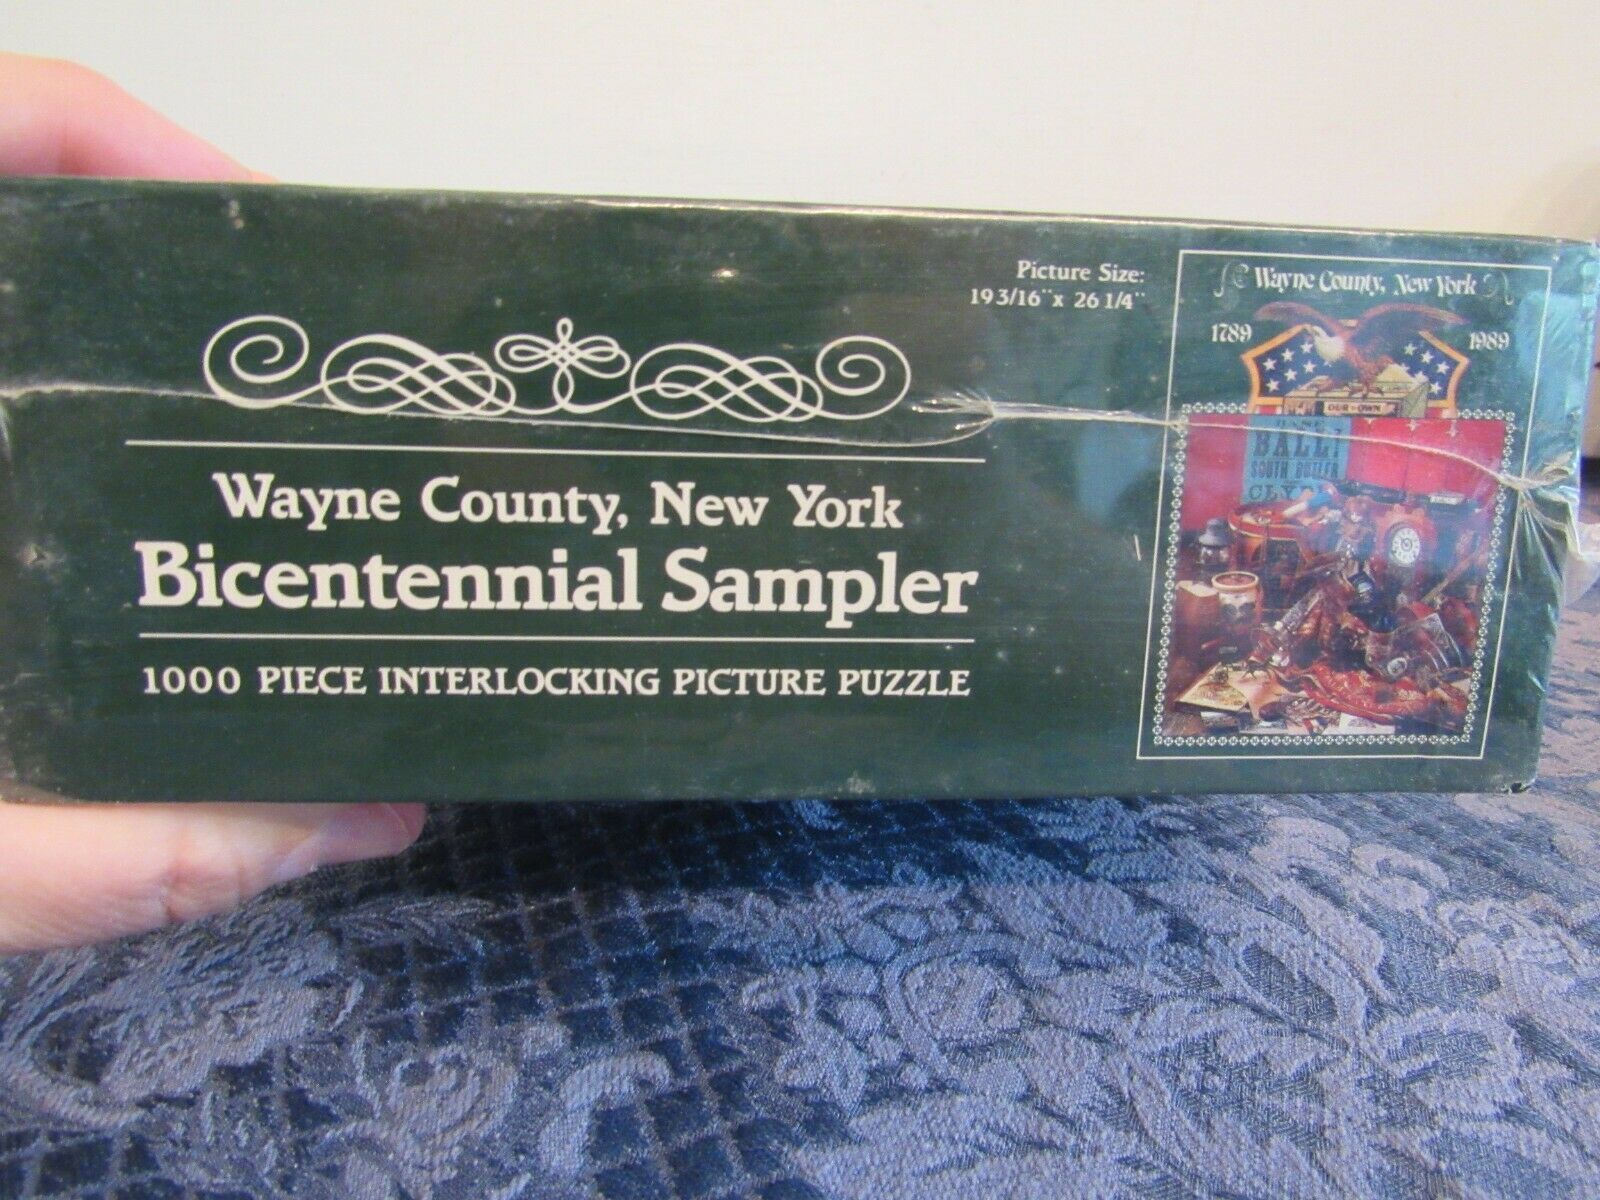 Picture Size:
19 3/16" x 26 1/4"
Wayne County, New York
Bicentennial Sampler
1000 PIECE INTERLOCKING PICTURE PUZZLE
Wayne County, New York
1789
1989
OUR OWN
BALL!
SOUTH BUTLER
CLYDE